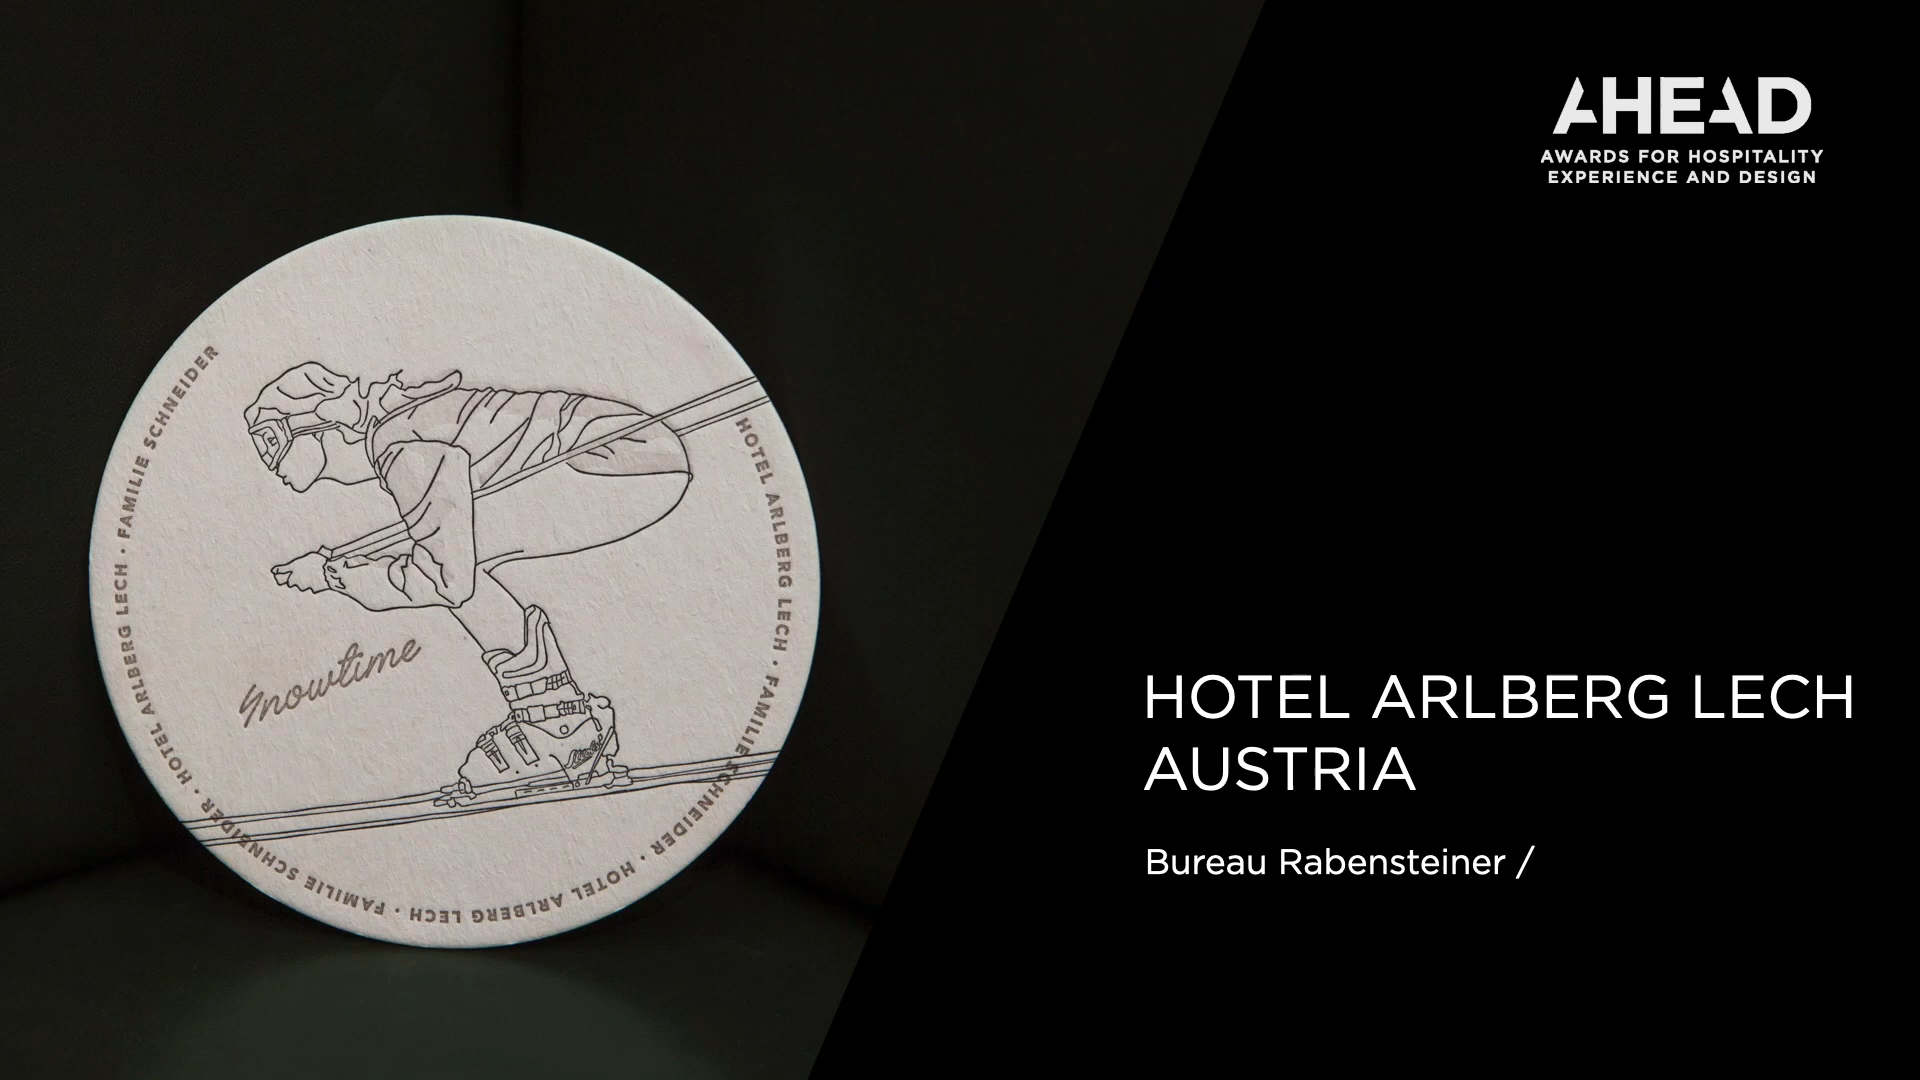 AHEAD
AWARDS FOR HOSPITALITY
EXPERIENCE AND DESIGN
HOTEL ARLBERG LECH · FAMILIE SCHNEIDER · HOTEL ARLBERG LECH · FAMILIE SCHNEIDER · HOTEL ARLBERG LECH · FAMILIE SCHNEIDER
Snowtime
HOTEL ARLBERG LECH
AUSTRIA
Bureau Rabensteiner /